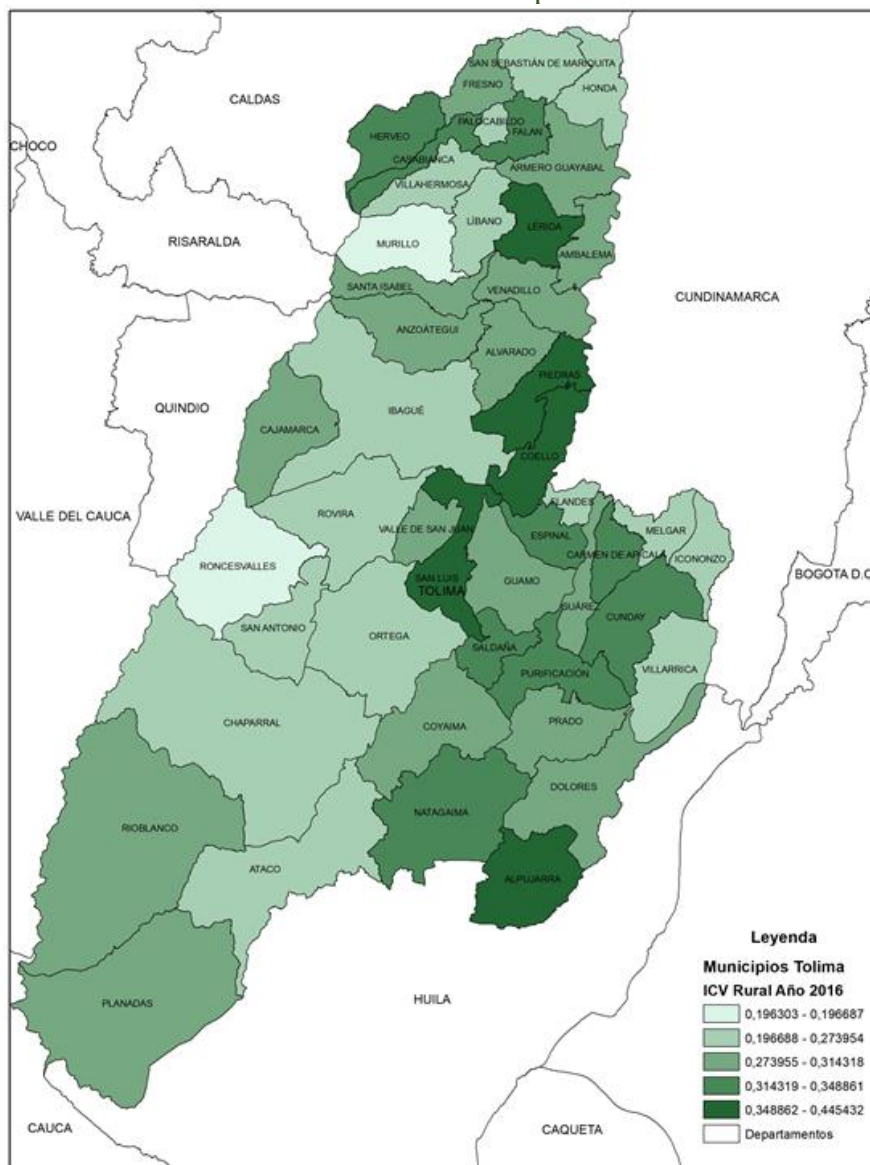 SAN SEBASTIÁN DE MARIQUITA
FRESNO
HONDA
CALDAS
PALOCABILDO
HERVEO
FALAN
CHOCO
CASABIANCA
ARMERO GUAYABAL
VILLAHERMOSA
LÍBANO
LERIDA
RISARALDA
MURILLO
AMBALEMA
SANTA ISABEL
VENADILLO
CUNDINAMARCA
ANZOÁTEGUI
ALVARADO
PIEDRAS
QUINDIO
IBAGUÉ
CAJAMARCA
COELLO
FLANDES
VALLE DEL CAUCA
ROVIRA
VALLE DE SAN JUAN
ESPINAL
MELGAR
CARMEN DE APICALÁ
ICONONZO
RONCESVALLES
BOGOTA D.C
SAN LUIS
GUAMO
TOLIMA
SUÁREZ
CUNDAY
SAN ANTONIO
ORTEGA
SALDAÑA
VILLARRICA
PURIFICACIÓN
CHAPARRAL
COYAIMA
PRADO
DOLORES
RIOBLANCO
NATAGAIMA
ATACO
ALPUJARRA
PLANADAS
HUILA
CAUCA
CAQUETA
Leyenda
Municipios Tolima
ICV Rural Año 2016
0,196303 - 0,196687
0,196688 - 0,273954
0,273955 - 0,314318
0,314319 - 0,348861
0,348862 - 0,445432
Departamentos